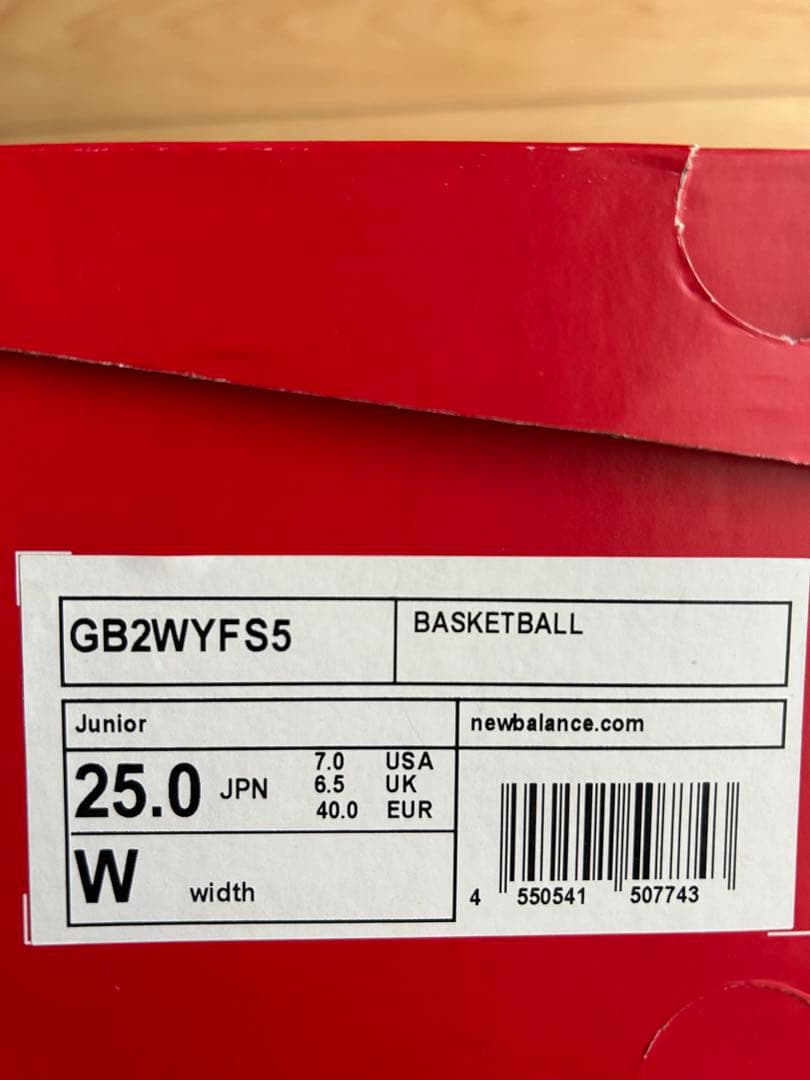 GB2WYFS5
BASKETBALL
Junior
newbalance.com
25.0 JPN
7.0 USA
6.5 UK
40.0 EUR
W width
4 550541 507743